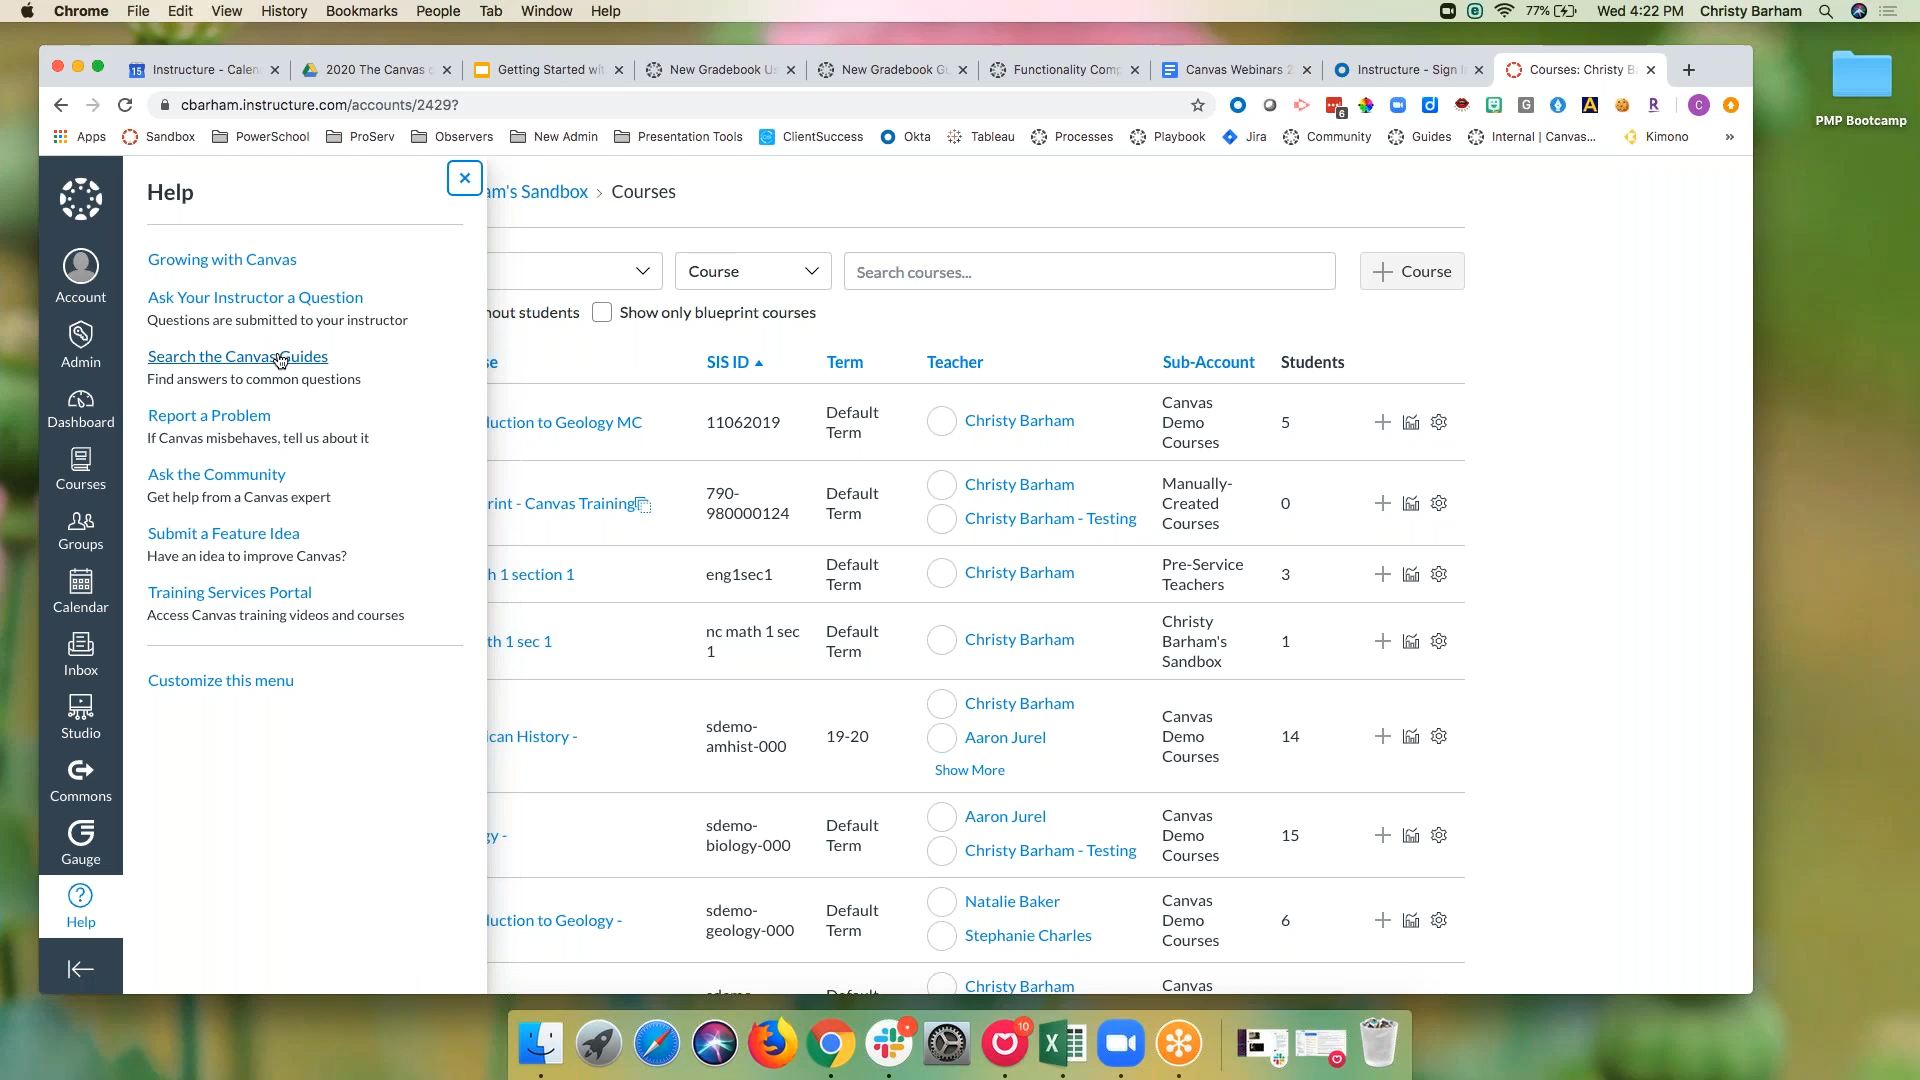 Chrome File Edit View History Bookmarks People Tab Window Help 77% Wed 4:22 PM Christy Barham
15 Instructure - Calen 2020 The Canvas Getting Started wit New Gradebook U New Gradebook G Functionality Comp Canvas Webinars 2 Instructure - Sign I Courses: Christy B
cbarham.instructure.com/accounts/2429? 6 C
PMP Bootcamp
Apps Sandbox PowerSchool ProServ Observers New Admin Presentation Tools ClientSuccess Okta Tableau Processes Playbook Jira Community Guides Internal | Canvas... Kimono »
Help
am's Sandbox > Courses
Account
Admin
Dashboard
Courses
Groups
Calendar
Inbox
Studio
Commons
Gauge
Help
Growing with Canvas
Ask Your Instructor a Question
Questions are submitted to your instructor
Search the Canvas Guides
Find answers to common questions
Report a Problem
If Canvas misbehaves, tell us about it
Ask the Community
Get help from a Canvas expert
Submit a Feature Idea
Have an idea to improve Canvas?
Training Services Portal
Access Canvas training videos and courses
Customize this menu
Course Search courses... + Course
hout students Show only blueprint courses
se SIS ID Term Teacher Sub-Account Students
duction to Geology MC 11062019 Default Term Christy Barham Canvas Demo Courses 5
rint - Canvas Training 790-980000124 Default Term Christy Barham Christy Barham - Testing Manually-Created Courses 0
h 1 section 1 eng1sec1 Default Term Christy Barham Pre-Service Teachers 3
th 1 sec 1 nc math 1 sec 1 Default Term Christy Barham Christy Barham's Sandbox 1
ican History - sdemo-amhist-000 19-20 Christy Barham Aaron Jurel Show More Canvas Demo Courses 14
gy - sdemo-biology-000 Default Term Aaron Jurel Christy Barham - Testing Canvas Demo Courses 15
duction to Geology - sdemo-geology-000 Default Term Natalie Baker Stephanie Charles Canvas Demo Courses 6
sdemo- Default Christy Barham Canvas
10